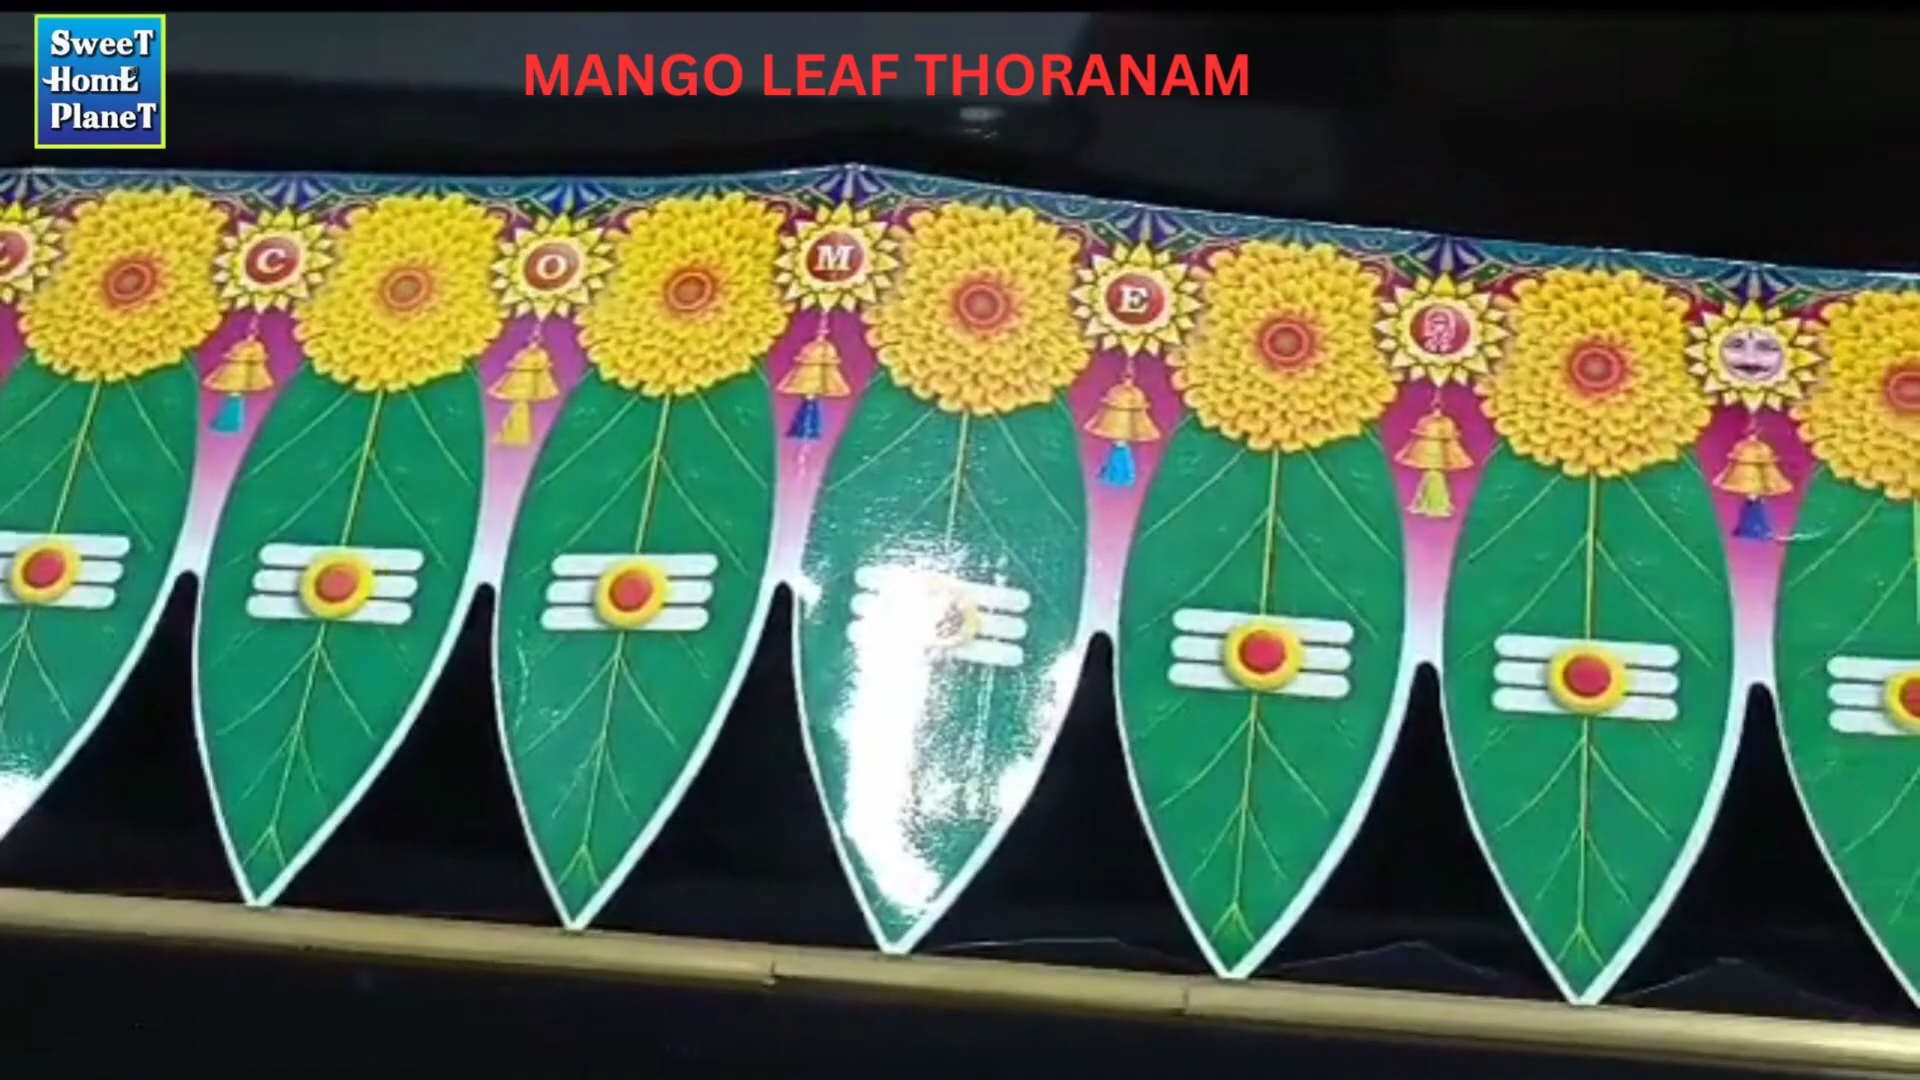 SweeT
HomE
PlaneT
MANGO LEAF THORANAM
C O M E